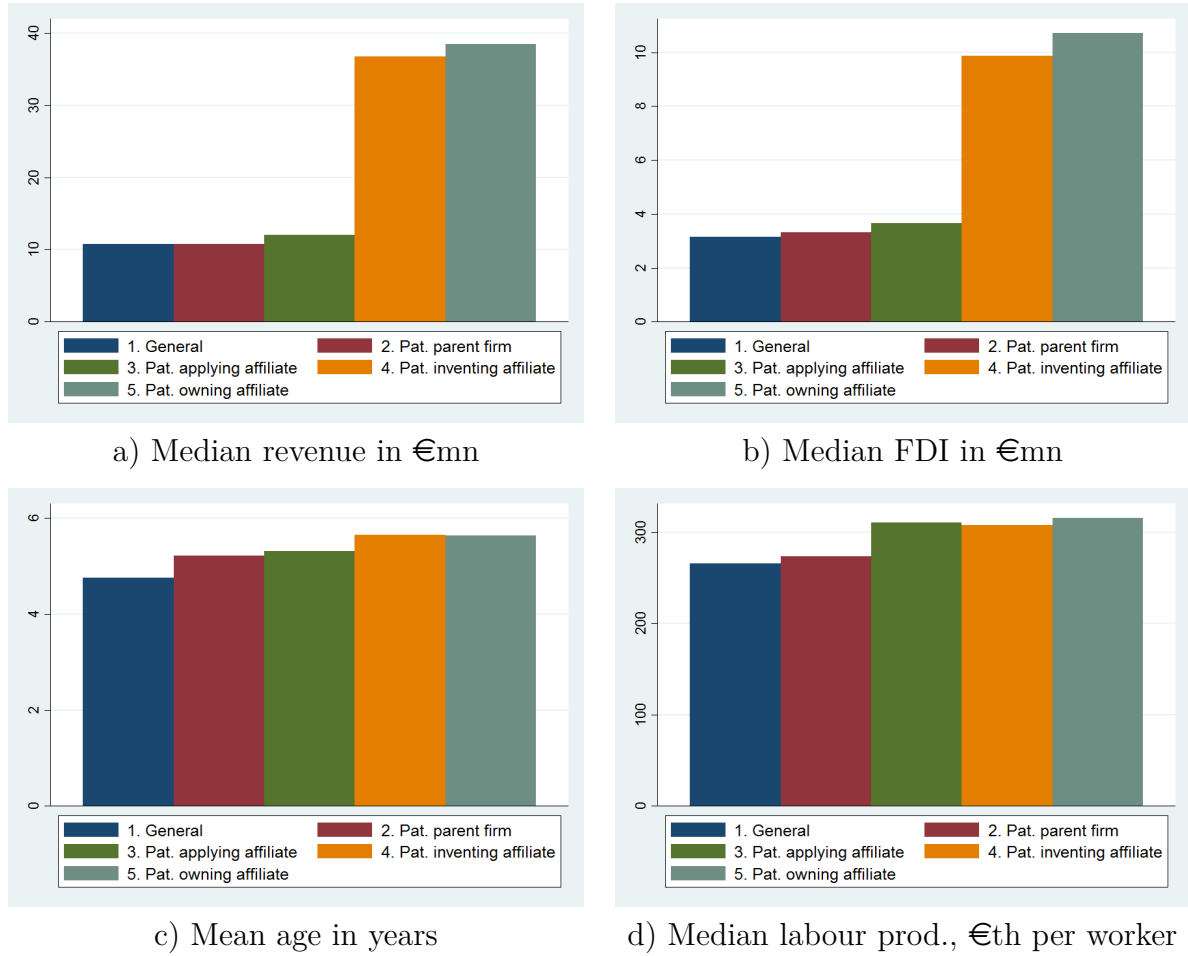 40
30
20
10
0
1. General
2. Pat. parent firm
3. Pat. applying affiliate
4. Pat. inventing affiliate
5. Pat. owning affiliate
a) Median revenue in €mn
10
8
6
4
2
0
1. General
2. Pat. parent firm
3. Pat. applying affiliate
4. Pat. inventing affiliate
5. Pat. owning affiliate
b) Median FDI in €mn
6
4
2
0
1. General
2. Pat. parent firm
3. Pat. applying affiliate
4. Pat. inventing affiliate
5. Pat. owning affiliate
c) Mean age in years
300
200
100
0
1. General
2. Pat. parent firm
3. Pat. applying affiliate
4. Pat. inventing affiliate
5. Pat. owning affiliate
d) Median labour prod., €th per worker